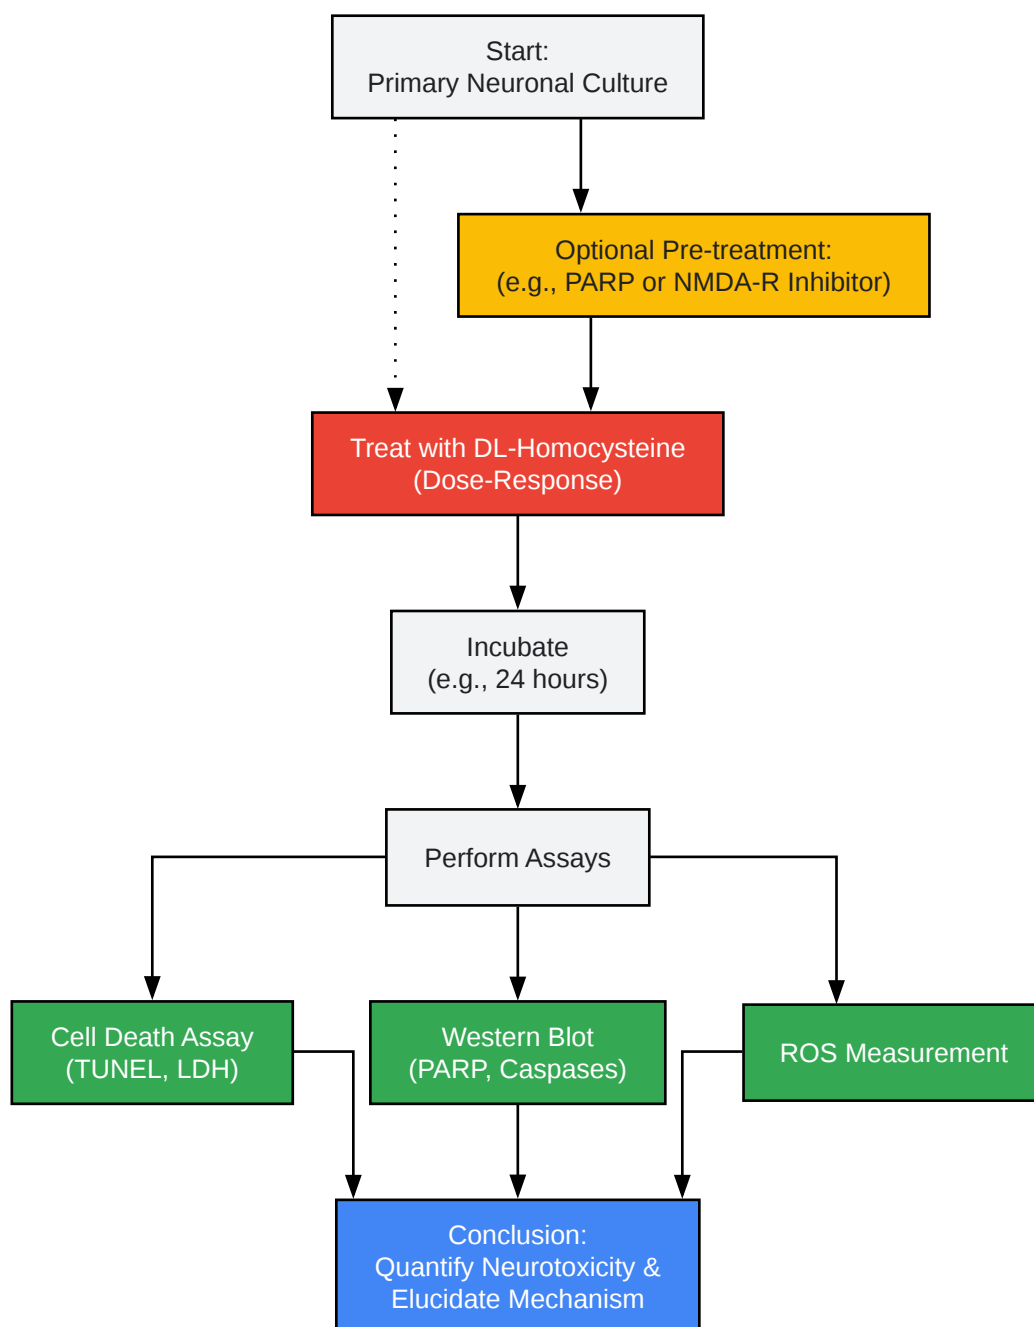 Start:
Primary Neuronal Culture
Optional Pre-treatment:
(e.g., PARP or NMDA-R Inhibitor)
Treat with DL-Homocysteine
(Dose-Response)
Incubate
(e.g., 24 hours)
Perform Assays
Cell Death Assay
(TUNEL, LDH)
Western Blot
(PARP, Caspases)
ROS Measurement
Conclusion:
Quantify Neurotoxicity &
Elucidate Mechanism